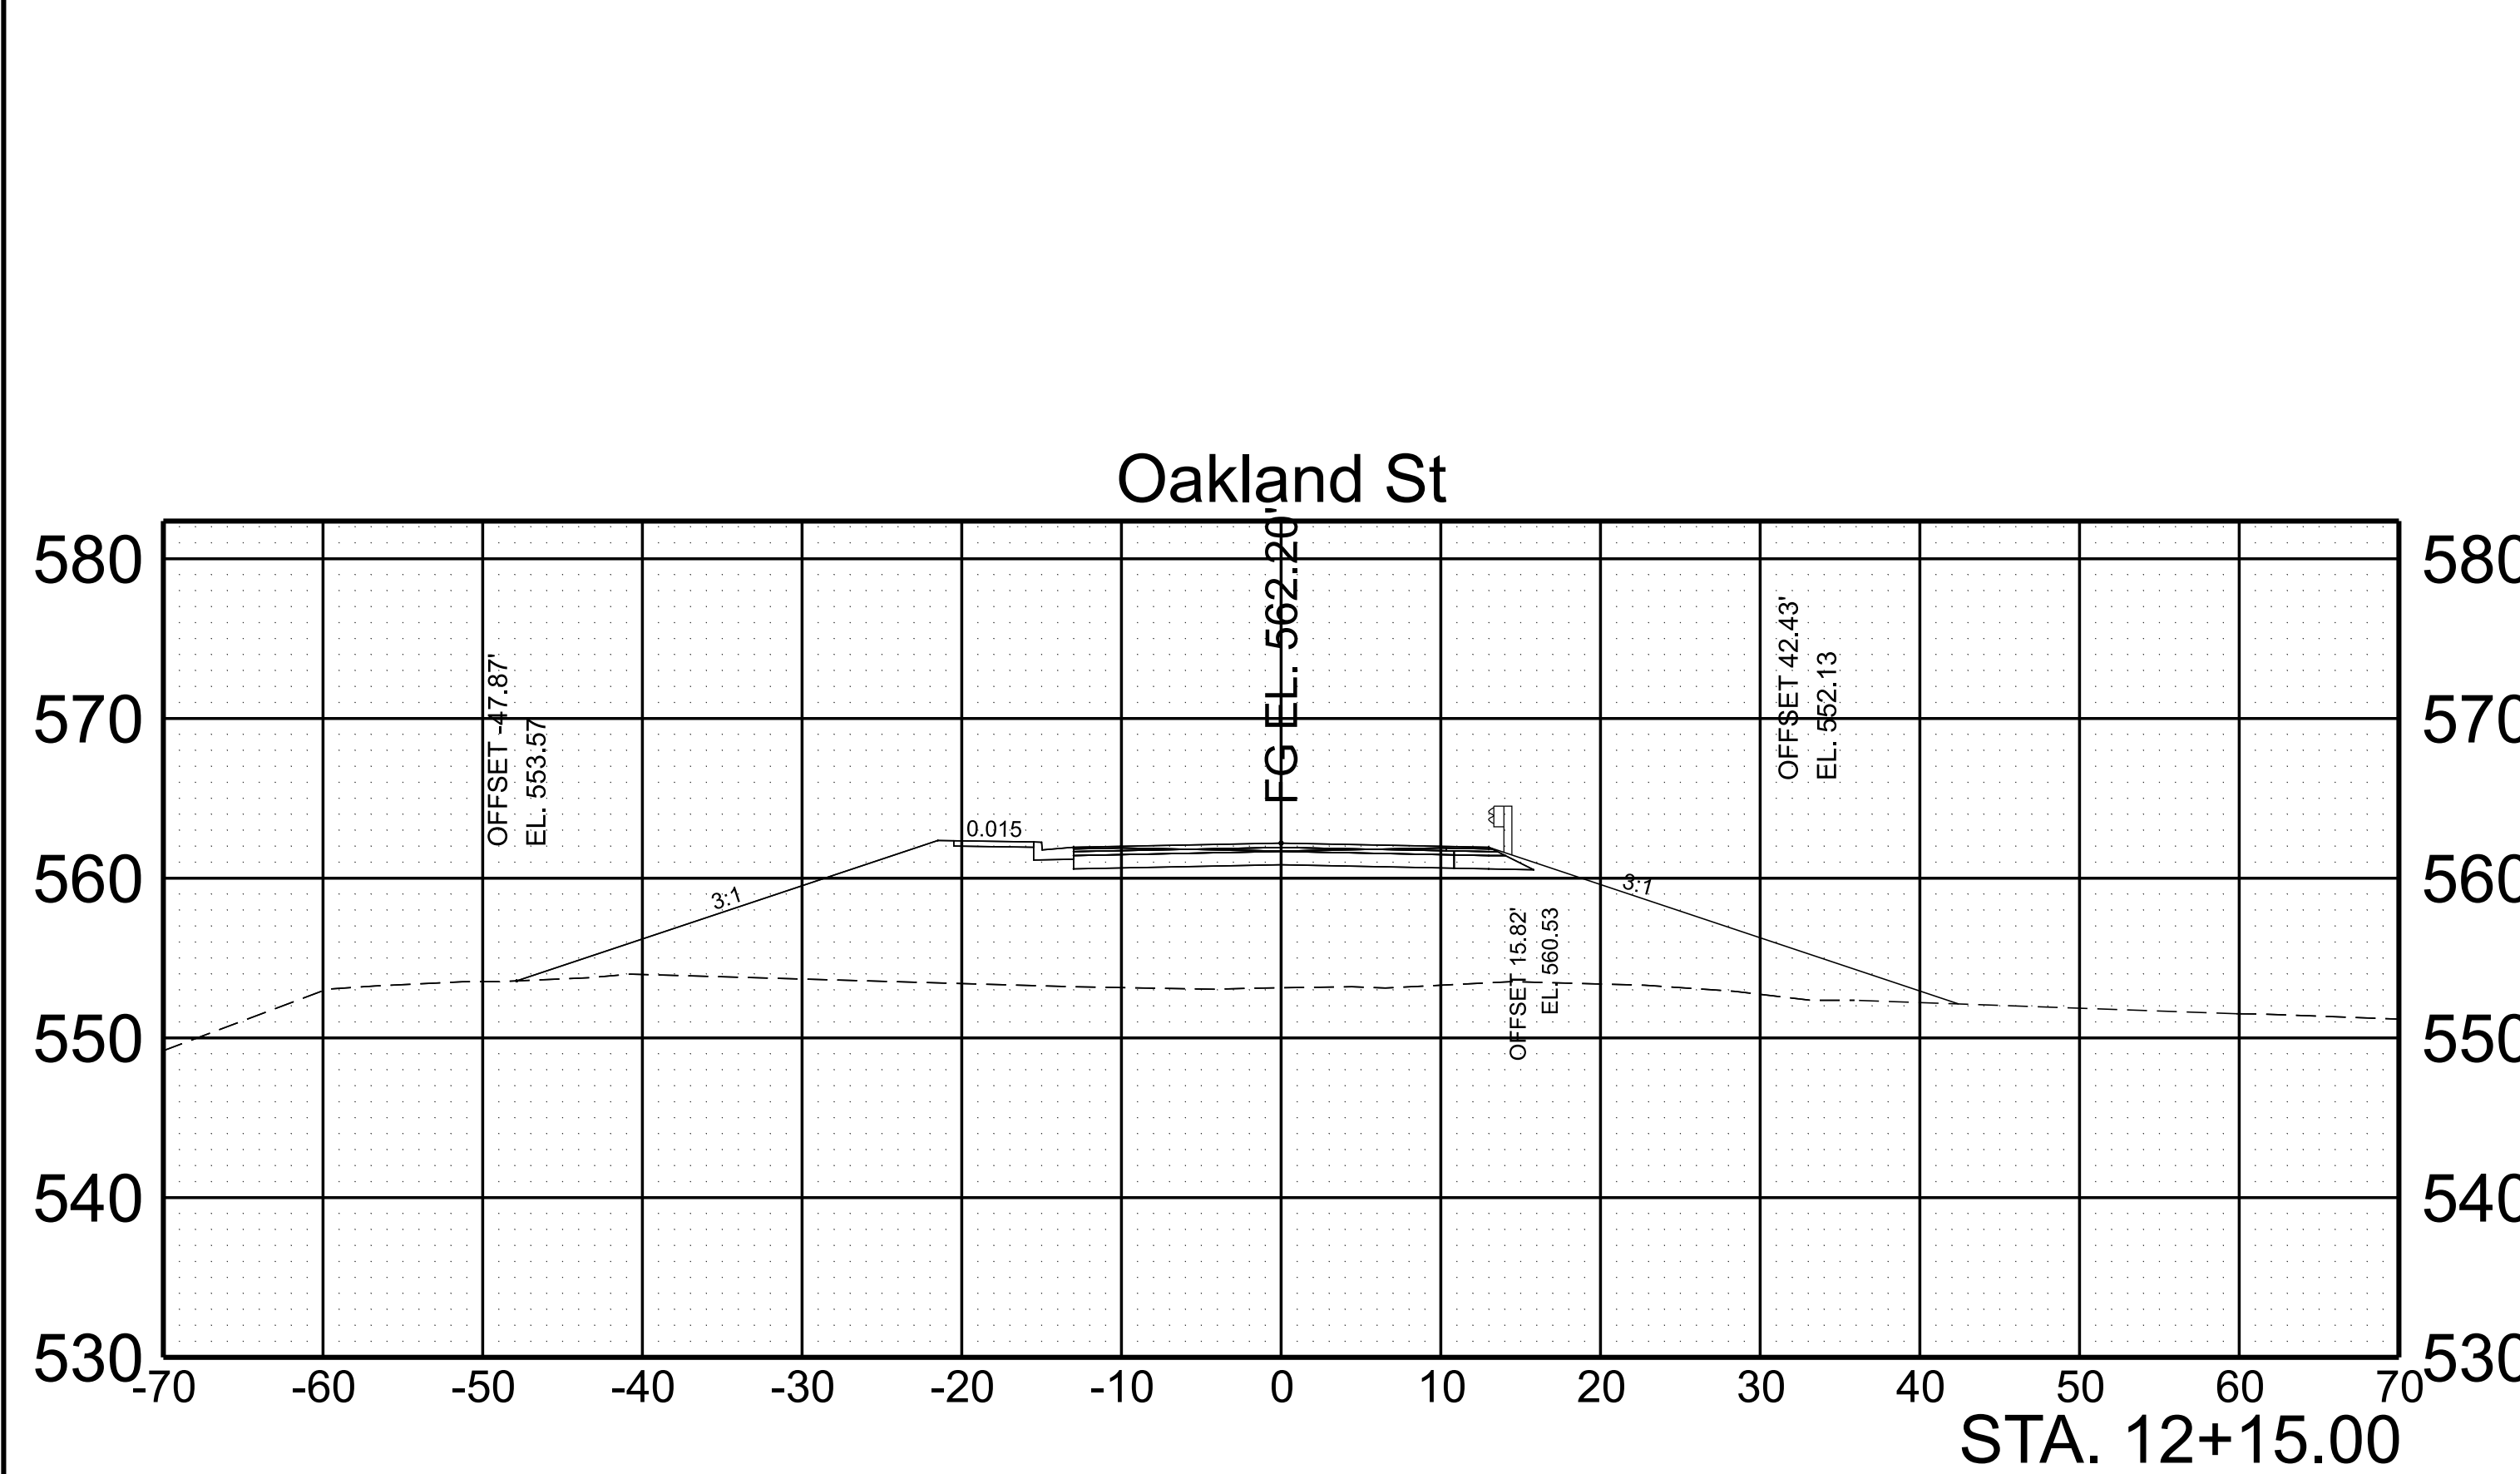 Oakland St
FG EL. 562.20'
580
580
570
570
560
560
550
550
540
540
530
530
OFFSET -47.87'
EL. 553.57
OFFSET 42.43'
EL. 552.13
0.015
3:1
3:1
OFFSET 15.82'
EL. 560.53
-70 -60 -50 -40 -30 -20 -10 0 10 20 30 40 50 60 70
STA. 12+15.00